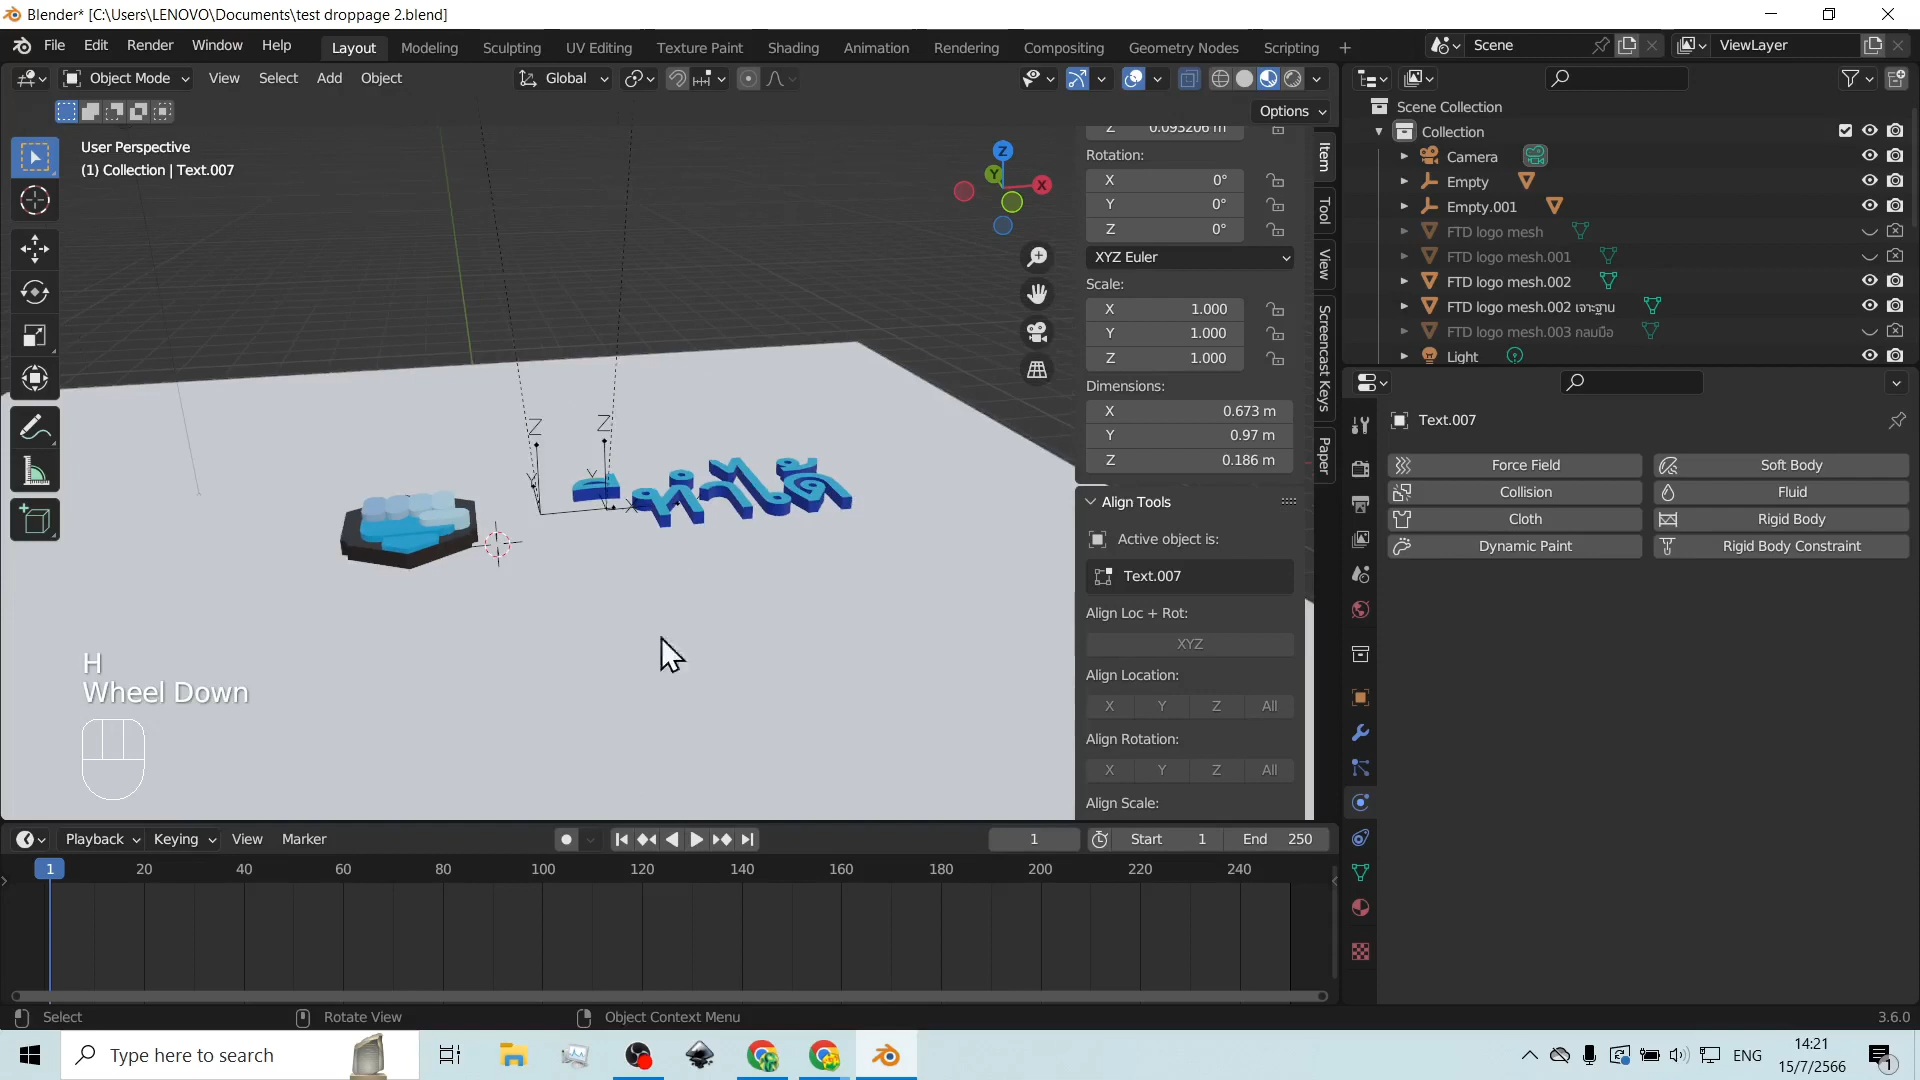 Blender* [C:\Users\LENOVO\Documents\test droppage 2.blend]
File Edit Render Window Help Layout Modeling Sculpting UV Editing Texture Paint Shading Animation Rendering Compositing Geometry Nodes Scripting + Scene ViewLayer
Object Mode View Select Add Object Global
Options
User Perspective
(1) Collection | Text.007
Z
Y
X
Z
Z
Y
Y
X
ทำได้
H
Wheel Down
Z 0.093206 m
Rotation:
X 0°
Y 0°
Z 0°
XYZ Euler
Scale:
X 1.000
Y 1.000
Z 1.000
Dimensions:
X 0.673 m
Y 0.97 m
Z 0.186 m
Align Tools
Active object is:
Text.007
Align Loc + Rot:
XYZ
Align Location:
X Y Z All
Align Rotation:
X Y Z All
Align Scale:
Item
Tool
View
Screencast Keys
Paper
Scene Collection
Collection
Camera
Empty
Empty.001
FTD logo mesh
FTD logo mesh.001
FTD logo mesh.002
FTD logo mesh.002 เจาะฐาน
FTD logo mesh.003 กลมมือ
Light
Text.007
Force Field Soft Body
Collision Fluid
Cloth Rigid Body
Dynamic Paint Rigid Body Constraint
Playback Keying View Marker 1 Start 1 End 250
1 20 40 60 80 100 120 140 160 180 200 220 240
Select Rotate View Object Context Menu 3.6.0
Type here to search
ENG
14:21
15/7/2566
1